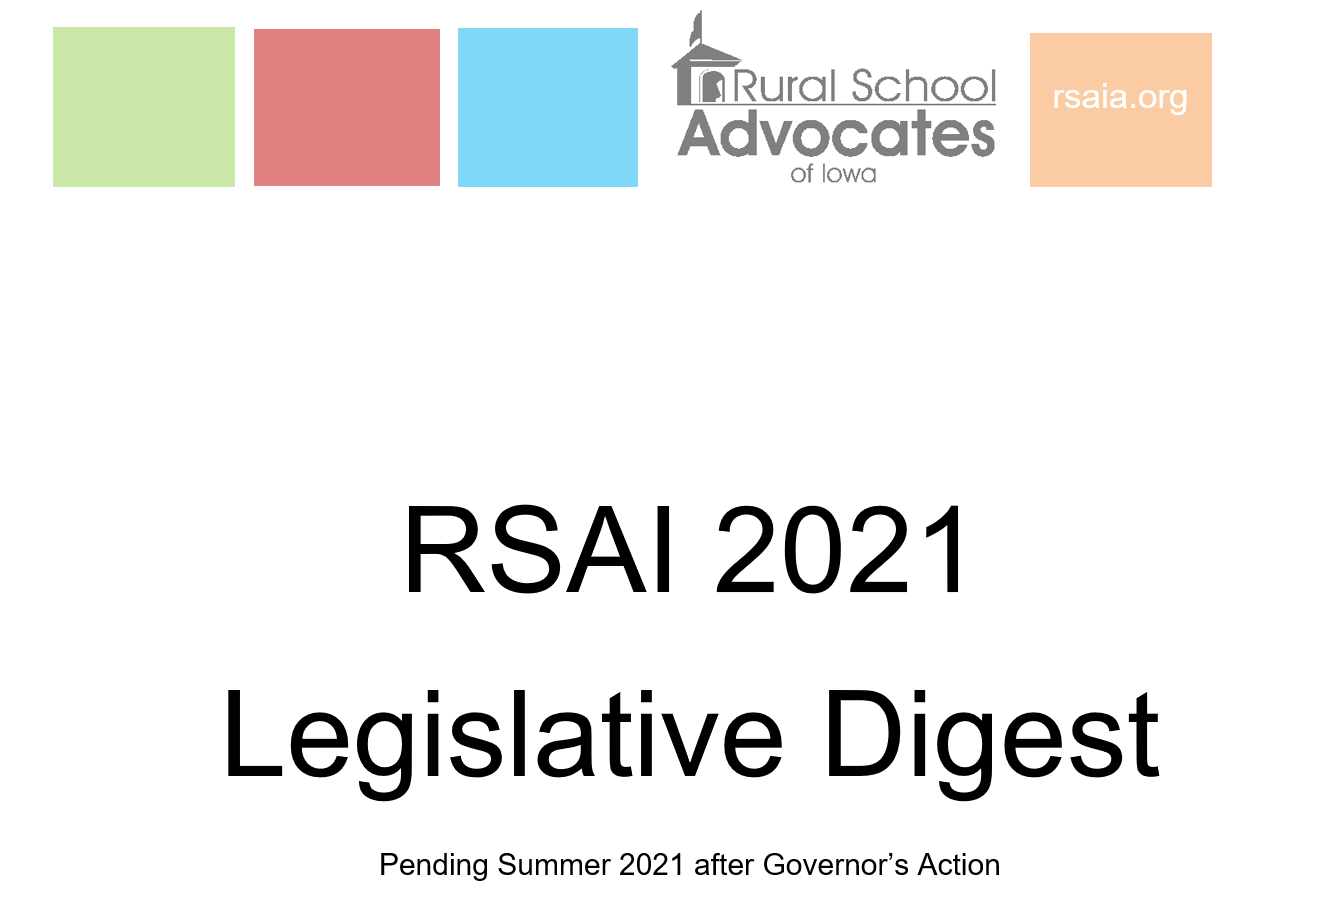 Rural School
Advocates
of Iowa
rsaia.org
RSAI 2021
Legislative Digest
Pending Summer 2021 after Governor’s Action